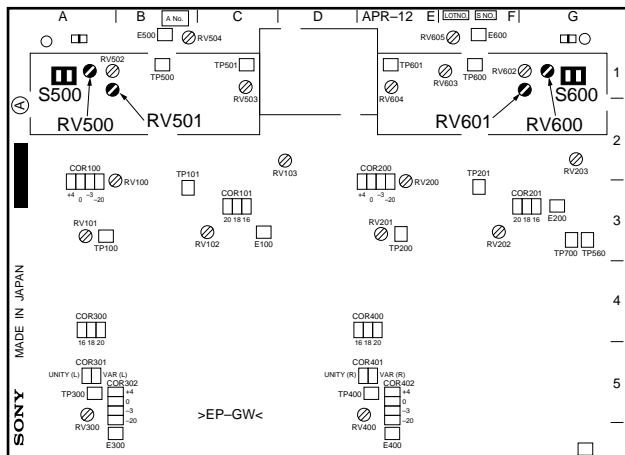 A B A No. C D APR–12 E LOTNO. S NO. F G
E500 RV504 RV605 E600
RV502 TP500 TP501 TP601 RV603 TP600 RV602 1
S500 RV503 RV604 S600
A RV500 RV501 RV601 RV600
2
COR100 RV103 COR200 RV203
RV100 TP101 RV200 TP201
+4 0 –3 –20 COR101 +4 0 –3 –20 COR201
RV101 20 18 16 RV201 20 18 16 E200 3
TP100 RV102 E100 TP200 RV202 TP700 TP560
MADE IN JAPAN
4
COR300 COR400
16 18 20 16 18 20
COR301 COR401
UNITY (L) VAR (L) UNITY (R) VAR (R)
COR302 COR402 5
TP300 +4 TP400 +4
0 0
–3 >EP–GW< –3
–20 –20
RV300 RV400
E300 E400
SONY